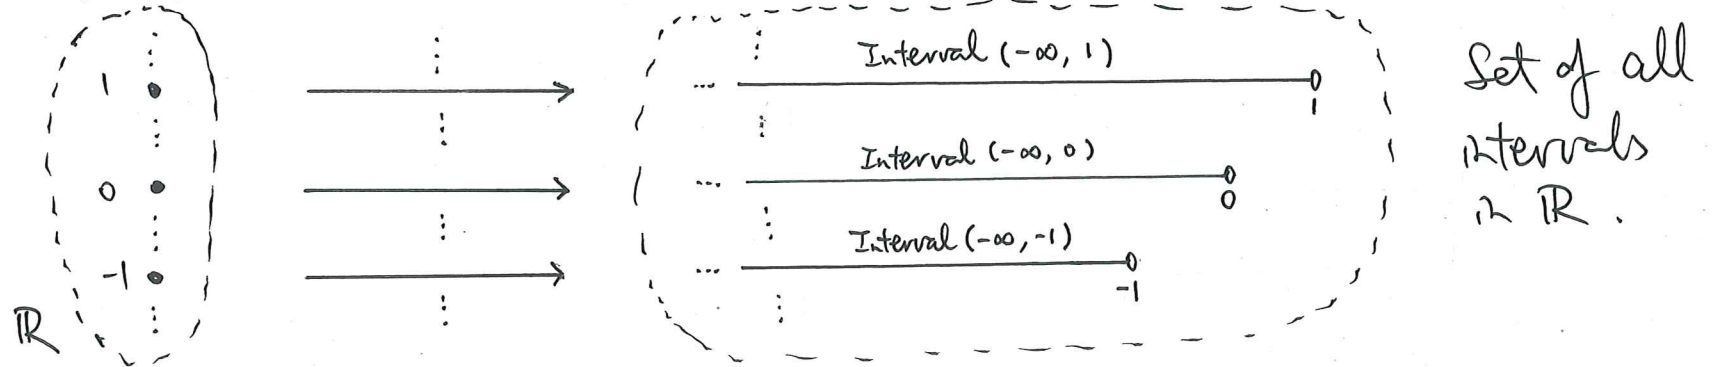 Interval (-∞, 1)
1
...
1
Set of all
intervals
in ℝ.
Interval (-∞, 0)
0
...
0
Interval (-∞, -1)
-1
...
-1
ℝ